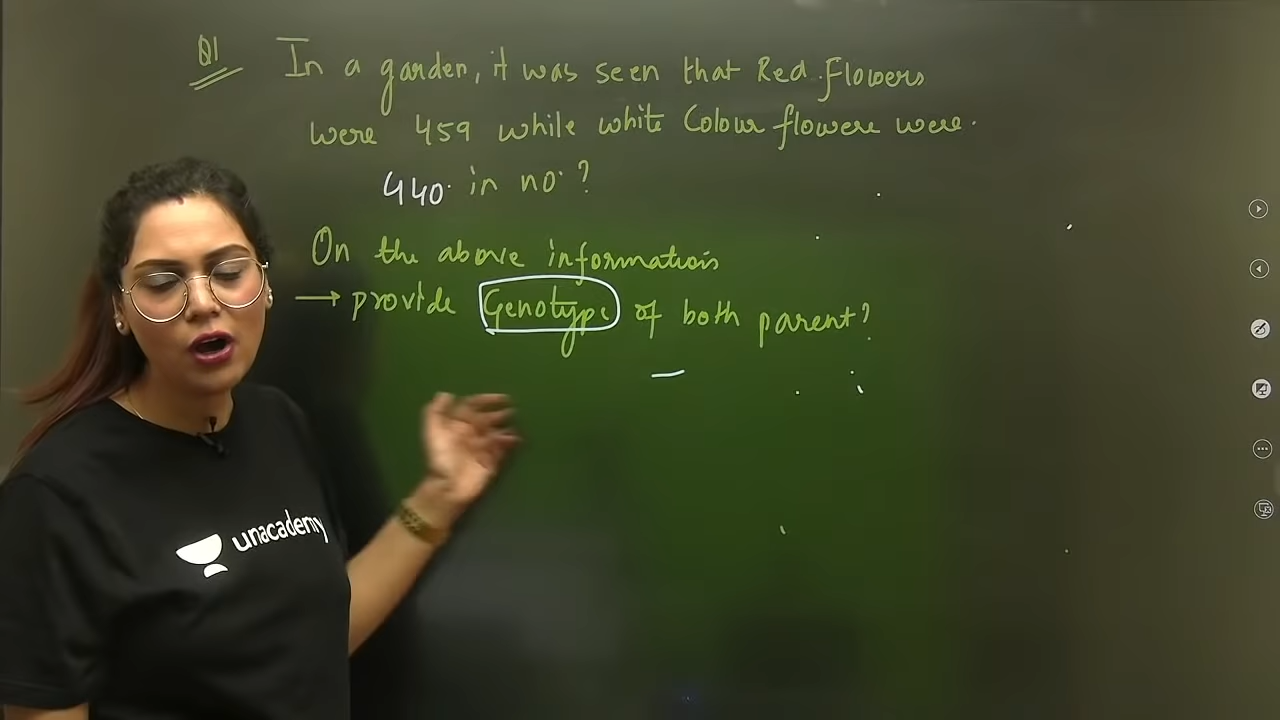 Q1 In a garden, it was seen that Red Flowers
were 459 while white Colour flowere were.
440 in no.?
On the above information
→ provide Genotype of both parent?
unacademy